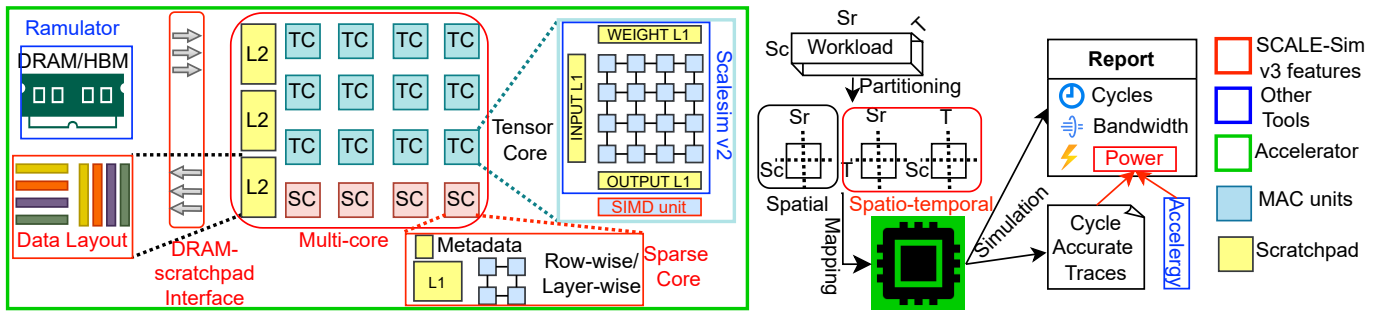 Ramulator
DRAM/HBM
Data Layout
DRAM-
scratchpad
Interface
L2
L2
L2
TC TC TC TC
TC TC TC TC
TC TC TC TC
SC SC SC SC
Multi-core
Tensor
Core
WEIGHT L1
INPUT L1
OUTPUT L1
SIMD unit
Scalesim v2
Metadata
L1
Row-wise/
Layer-wise
Sparse
Core
Sr
T
Sc
Workload
Partitioning
Sr
Sc
Spatial
Sr
T
T
Sc
Spatio-temporal
Mapping
Simulation
Report
Cycles
Bandwidth
Power
Cycle
Accurate
Traces
Accelergy
SCALE-Sim
v3 features
Other
Tools
Accelerator
MAC units
Scratchpad